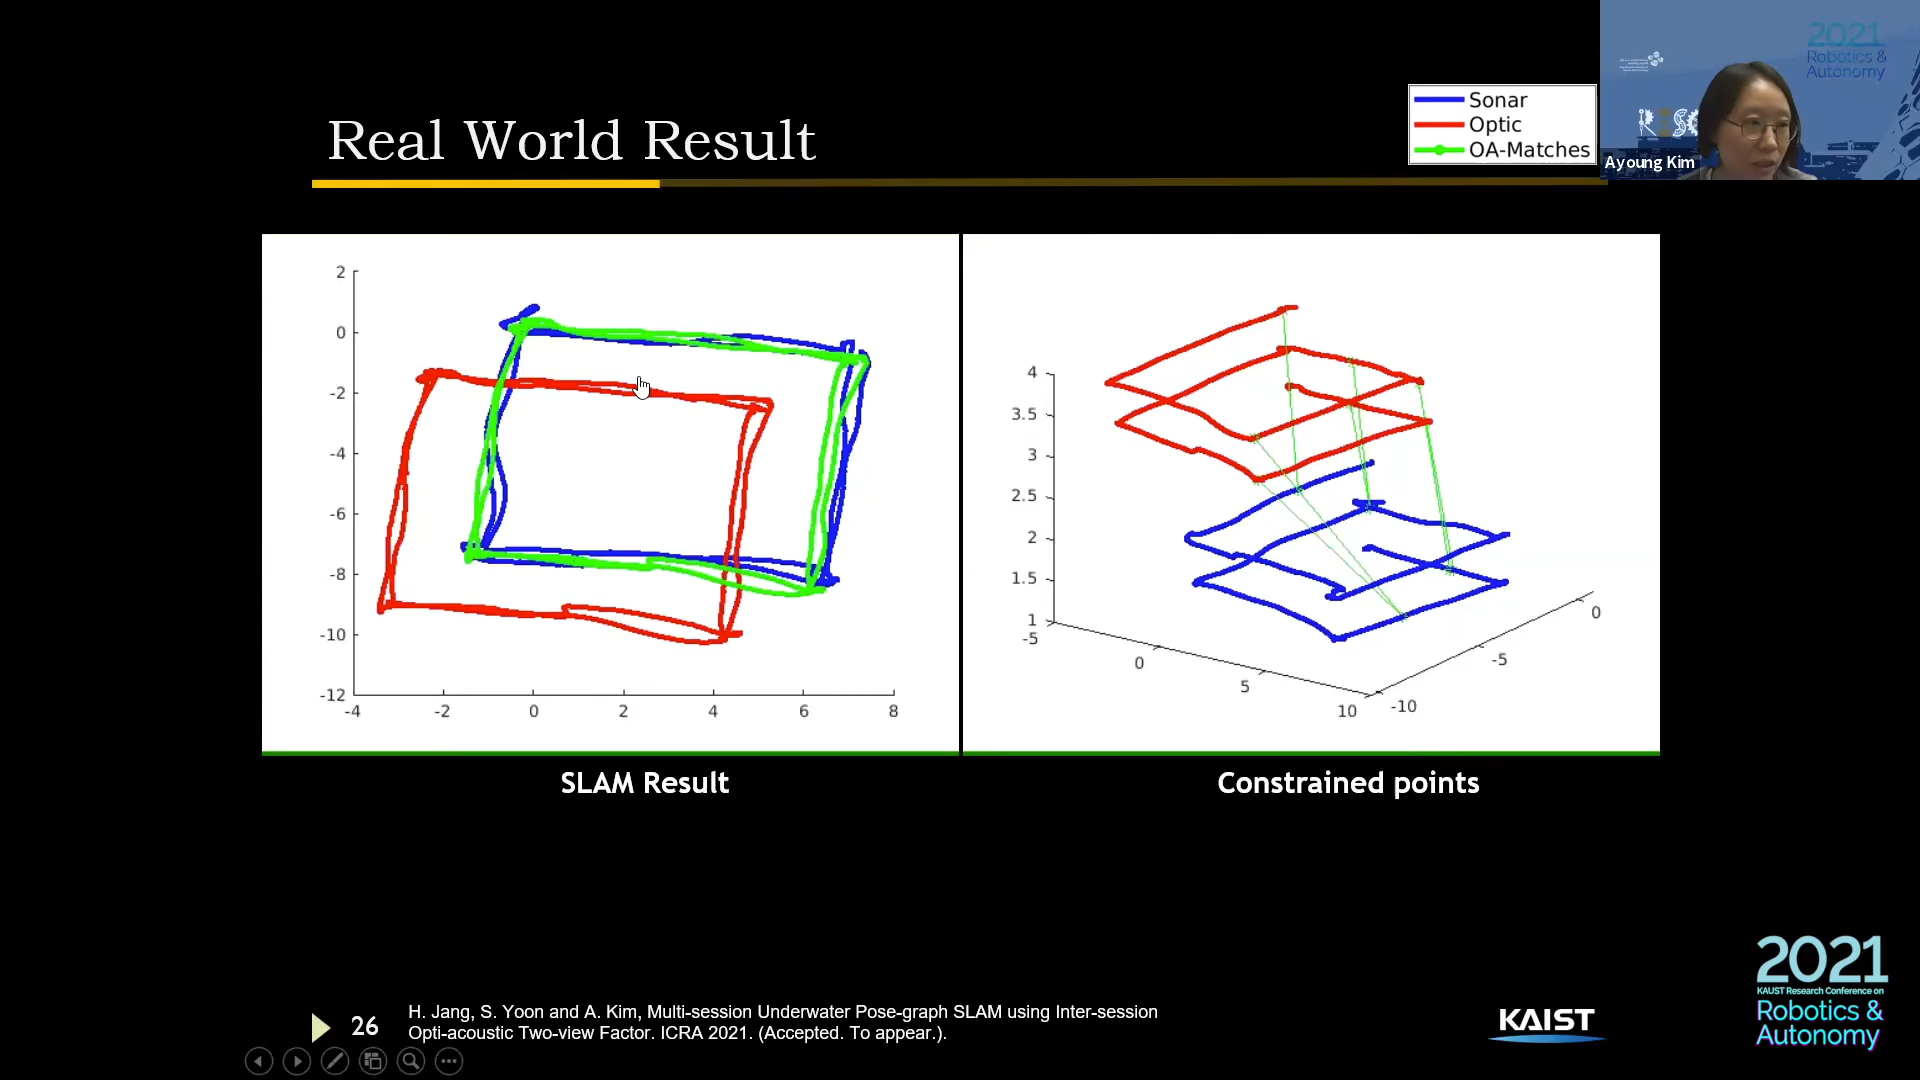 Real World Result
Sonar
Optic
OA-Matches
2021
Robotics &
Autonomy
Ayoung Kim
2
0
-2
-4
-6
-8
-10
-12
-4
-2
0
2
4
6
8
4
3.5
3
2.5
2
1.5
1
-5
0
5
10
-10
-5
0
SLAM Result
Constrained points
26
H. Jang, S. Yoon and A. Kim, Multi-session Underwater Pose-graph SLAM using Inter-session
Opti-acoustic Two-view Factor. ICRA 2021. (Accepted. To appear.).
KAIST
2021
KAUST Research Conference on
Robotics &
Autonomy